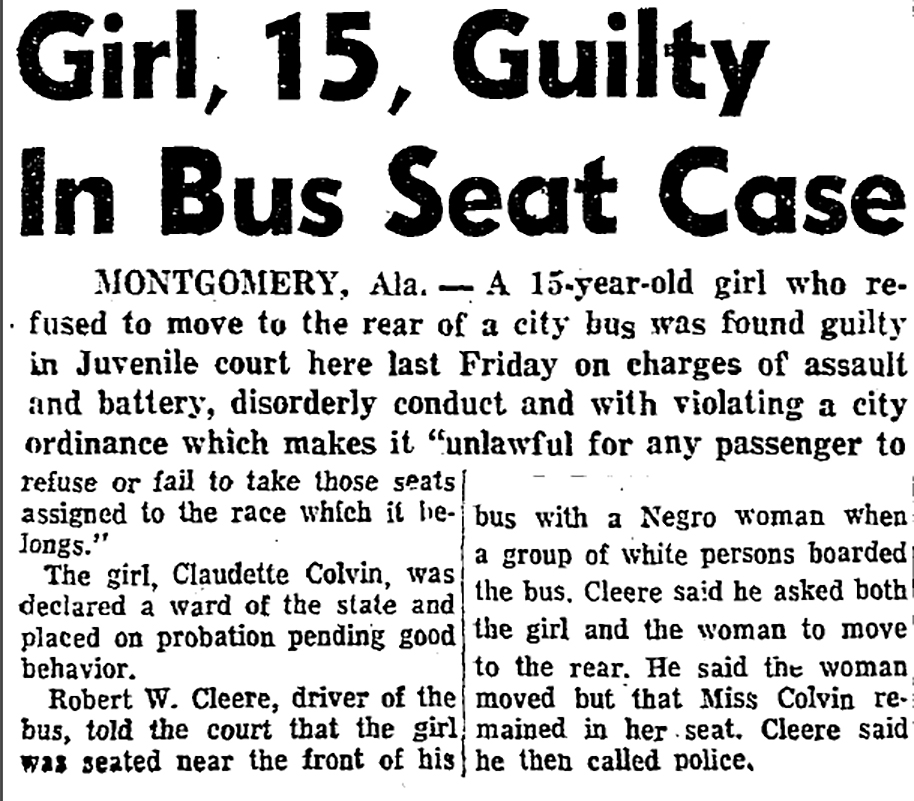 Girl, 15, Guilty
In Bus Seat Case
MONTGOMERY, Ala. — A 15-year-old girl who re-
fused to move to the rear of a city bus was found guilty
in Juvenile court here last Friday on charges of assault
and battery, disorderly conduct and with violating a city
ordinance which makes it "unlawful for any passenger to
refuse or fail to take those seats
assigned to the race which it be-
longs."
The girl, Claudette Colvin, was
declared a ward of the state and
placed on probation pending good
behavior.
Robert W. Cleere, driver of the
bus, told the court that the girl
was seated near the front of his
bus with a Negro woman when
a group of white persons boarded
the bus. Cleere said he asked both
the girl and the woman to move
to the rear. He said the woman
moved but that Miss Colvin re-
mained in her seat. Cleere said
he then called police.